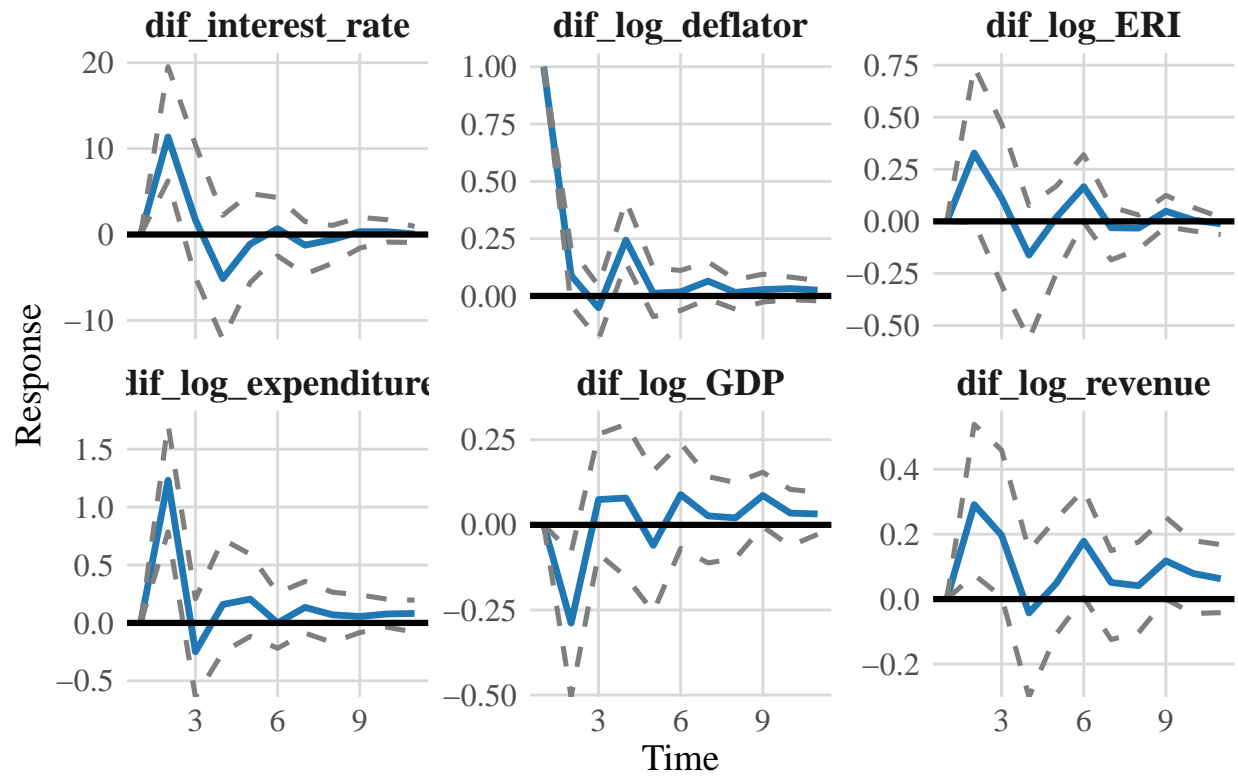 dif_interest_rate
dif_log_deflator
dif_log_ERI
20
10
0
–10
1.00
0.75
0.50
0.25
0.00
0.75
0.50
0.25
0.00
–0.25
–0.50
Response
dif_log_expenditure
dif_log_GDP
dif_log_revenue
1.5
1.0
0.5
0.0
–0.5
0.25
0.00
–0.25
–0.50
0.4
0.2
0.0
–0.2
3 6 9
3 6 9
3 6 9
Time